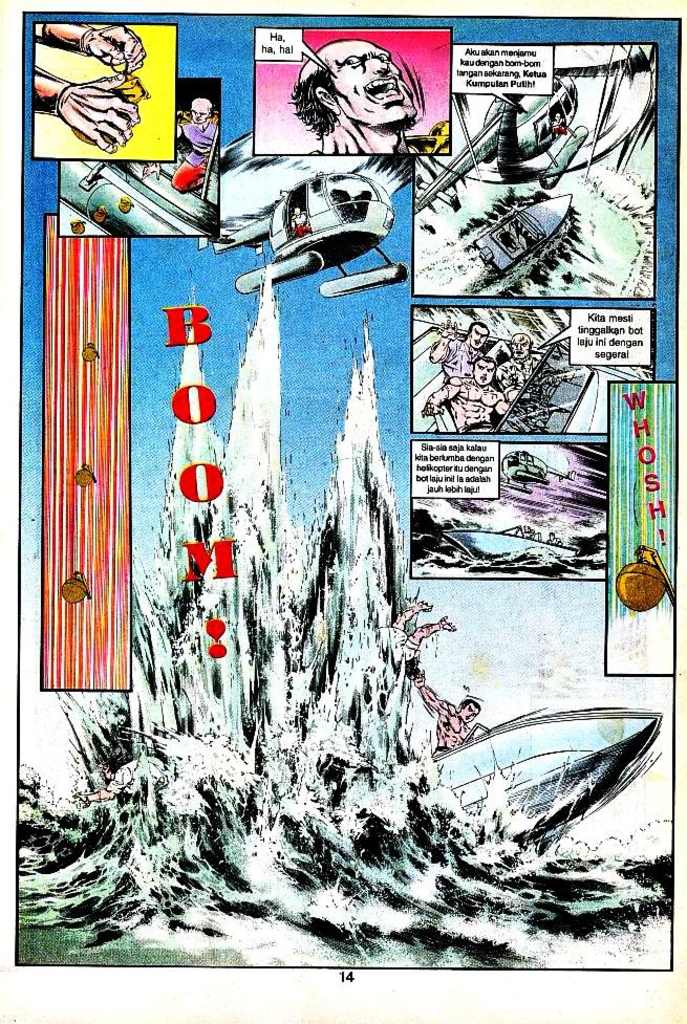 Ha,
ha, ha!
Aku akan menjamu
kau dengan bom-bom
tangan sekarang, Ketua
Kumpulan Putih!
Kita mesti
tinggalkan bot
laju ini dengan
segera!
Sia-sia saja kalau
kita berlumba dengan
helikopter itu dengan
bot laju ini! Ia adalah
jauh lebih laju!
WHOSH!
BOOM!
14